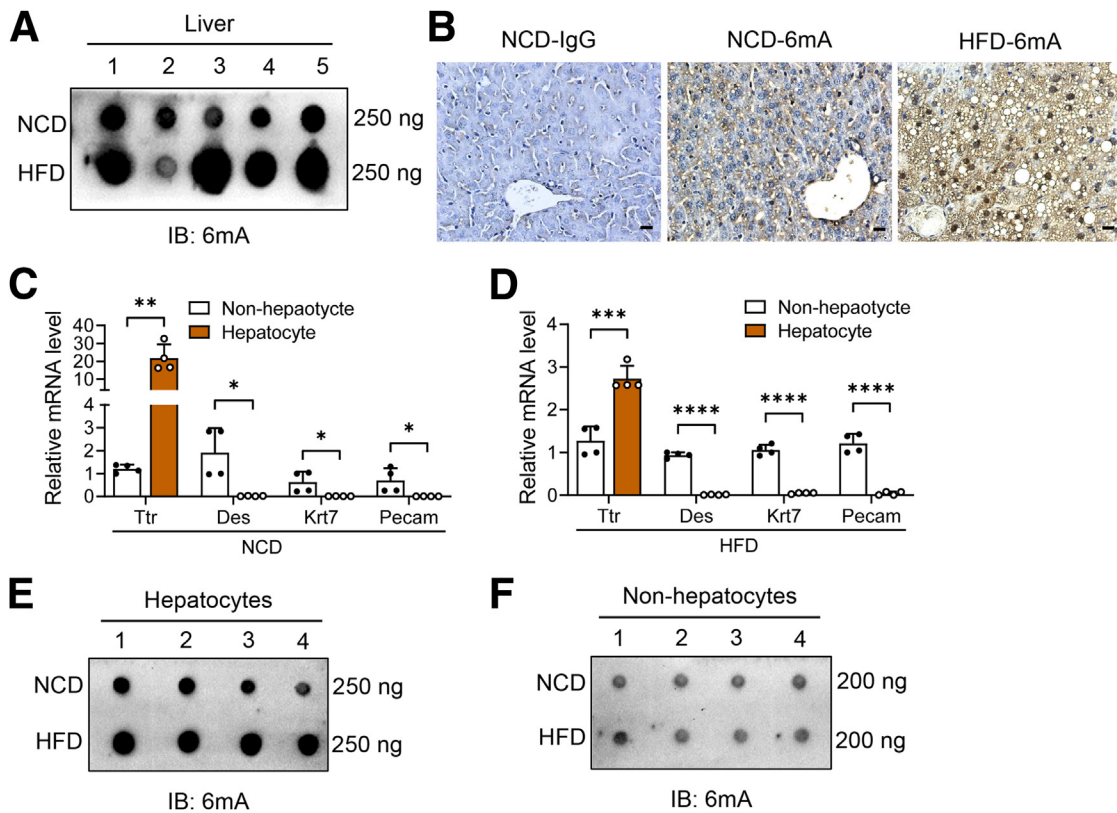 A
Liver
1 2 3 4 5
NCD 250 ng
HFD 250 ng
IB: 6mA
B
NCD-IgG NCD-6mA HFD-6mA
C
Relative mRNA level
40
30
20
10
4
3
2
1
0
Non-hepaotycte
Hepatocyte
** * * *
Ttr Des Krt7 Pecam
NCD
D
Relative mRNA level
4
3
2
1
0
Non-hepaotycte
Hepatocyte
*** **** **** ****
Ttr Des Krt7 Pecam
HFD
E
Hepatocytes
1 2 3 4
NCD 250 ng
HFD 250 ng
IB: 6mA
F
Non-hepatocytes
1 2 3 4
NCD 200 ng
HFD 200 ng
IB: 6mA